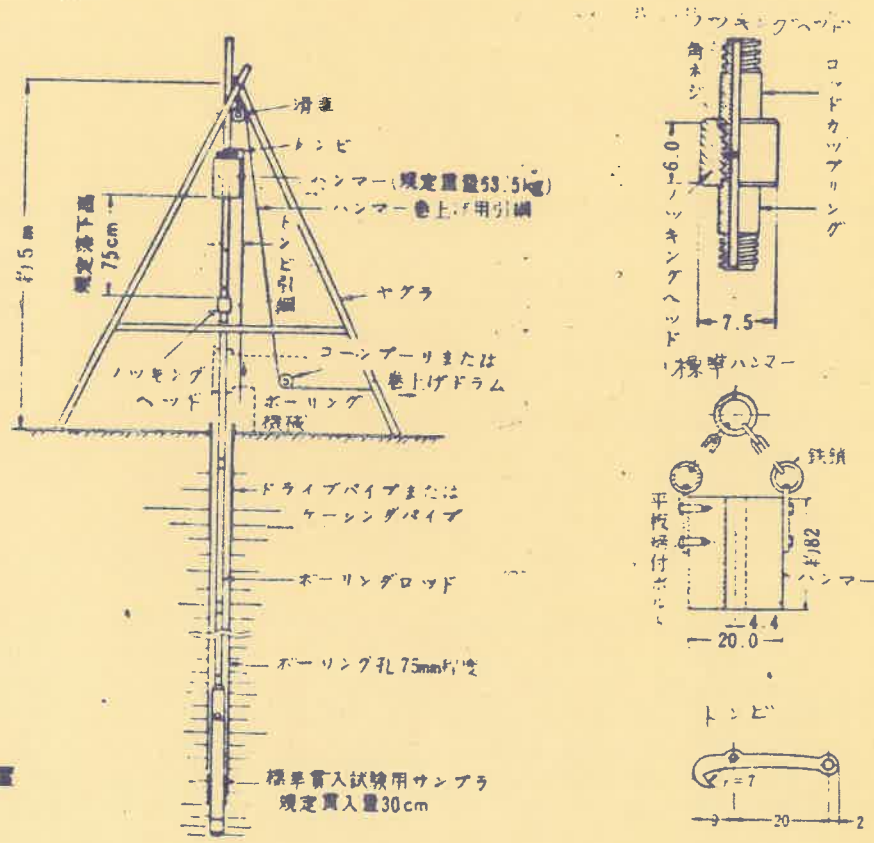 滑車
トンビ
ハンマー(規定重量63.5kg)
ハンマー巻上げ用引綱
規定落下高
75cm
約5m
トンビ引綱
ヤグラ
ノッキング
ヘッド
コーンプーリまたは
巻上げドラム
ボーリング
機械
ドライブパイプまたは
ケーシングパイプ
ボーリングロッド
ボーリング孔75mm程度
標準貫入試験用サンプラ
規定貫入量30cm
ノッキングヘッド
角ネジ
ロッドカップリング
6.0
ノッキングヘッド
7.5
標準ハンマー
鉄鎖
平板取付ボルト
約82
ハンマー
4.4
20.0
トンビ
r=7
20
2